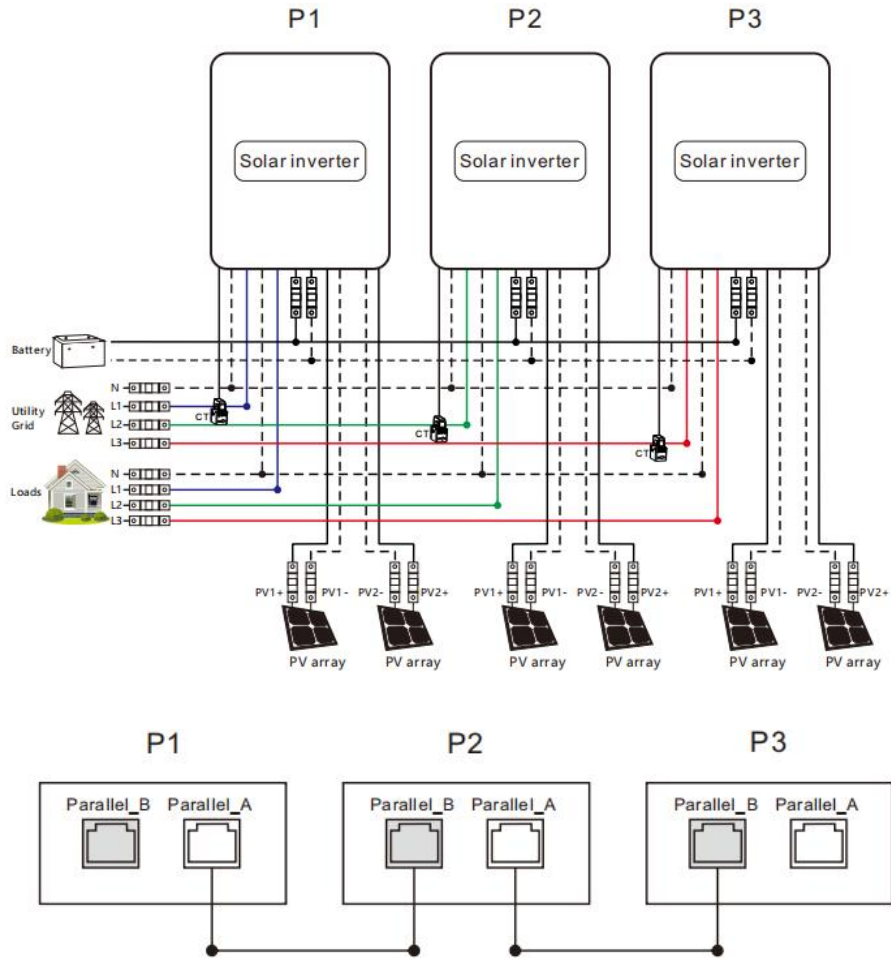 P1 P2 P3
Solar inverter Solar inverter Solar inverter
Battery
N
Utility L1
CT
Grid L2
CT
L3
CT
N
Loads L1
L2
L3
PV1+ PV1- PV2- PV2+ PV1+ PV1- PV2- PV2+ PV1+ PV1- PV2- PV2+
PV array PV array PV array PV array PV array PV array
P1 P2 P3
Parallel_B Parallel_A Parallel_B Parallel_A Parallel_B Parallel_A